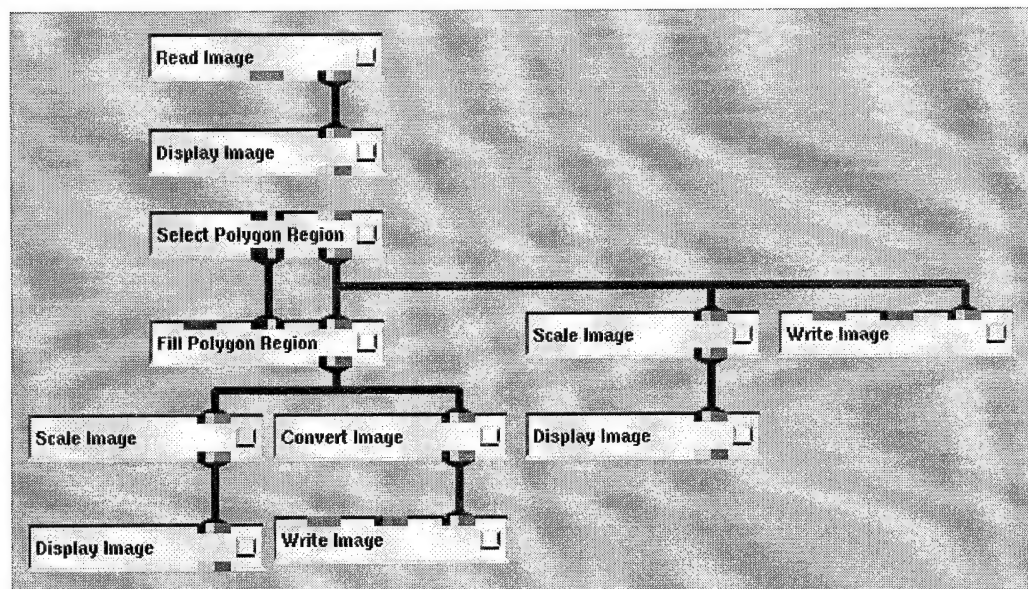 Read Image
Display Image
Select Polygon Region
Fill Polygon Region
Scale Image
Write Image
Scale Image
Convert Image
Display Image
Display Image
Write Image